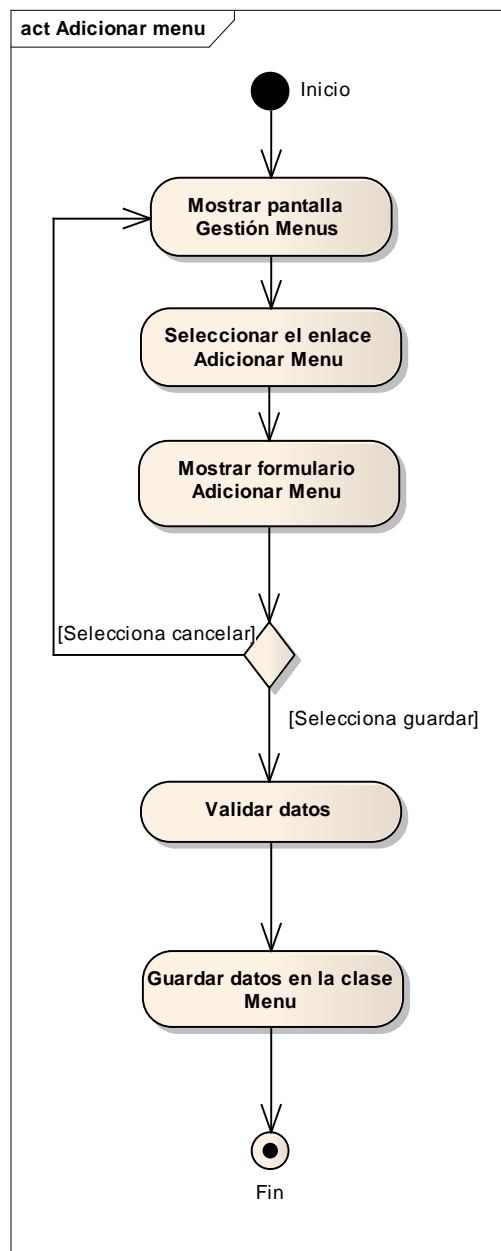 act Adicionar menu
Inicio
Mostrar pantalla
Gestión Menus
Seleccionar el enlace
Adicionar Menu
Mostrar formulario
Adicionar Menu
[Selecciona cancelar]
[Selecciona guardar]
Validar datos
Guardar datos en la clase
Menu
Fin